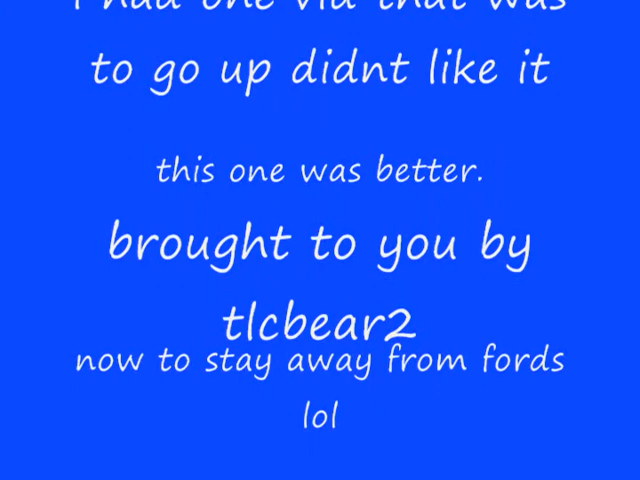 I had one vid that was
to go up didnt like it
this one was better.
brought to you by
tlcbear2
now to stay away from fords
lol